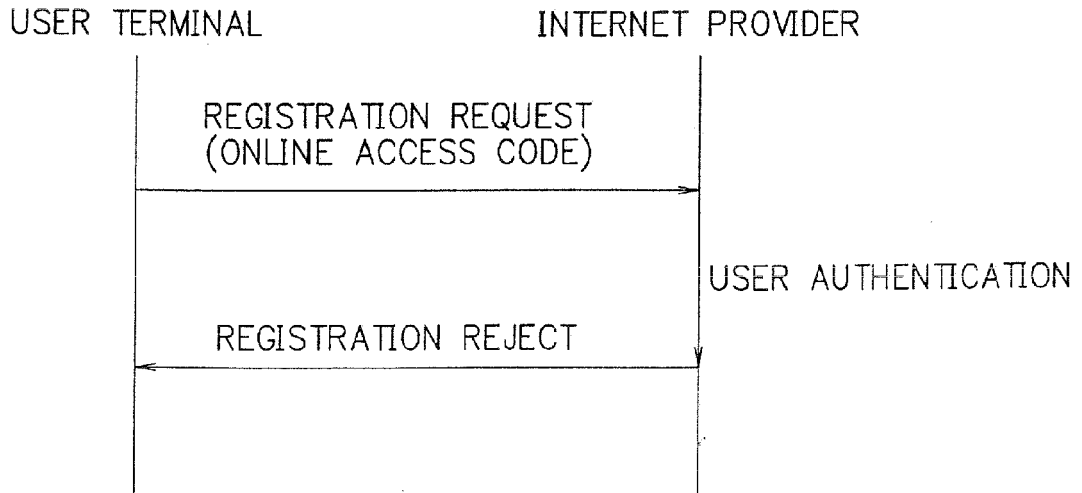 USER TERMINAL
INTERNET PROVIDER
REGISTRATION REQUEST
(ONLINE ACCESS CODE)
USER AUTHENTICATION
REGISTRATION REJECT